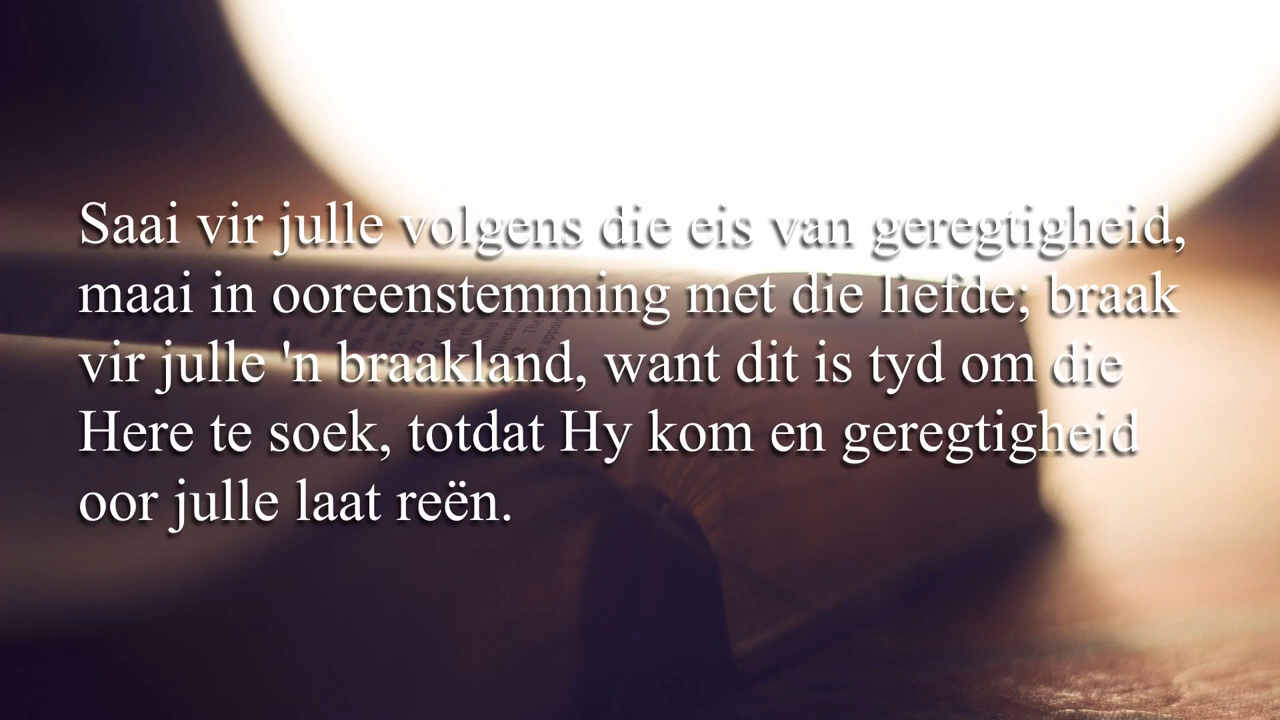 Saai vir julle volgens die eis van geregtigheid,
maai in ooreenstemming met die liefde; braak
vir julle 'n braakland, want dit is tyd om die
Here te soek, totdat Hy kom en geregtigheid
oor julle laat reën.